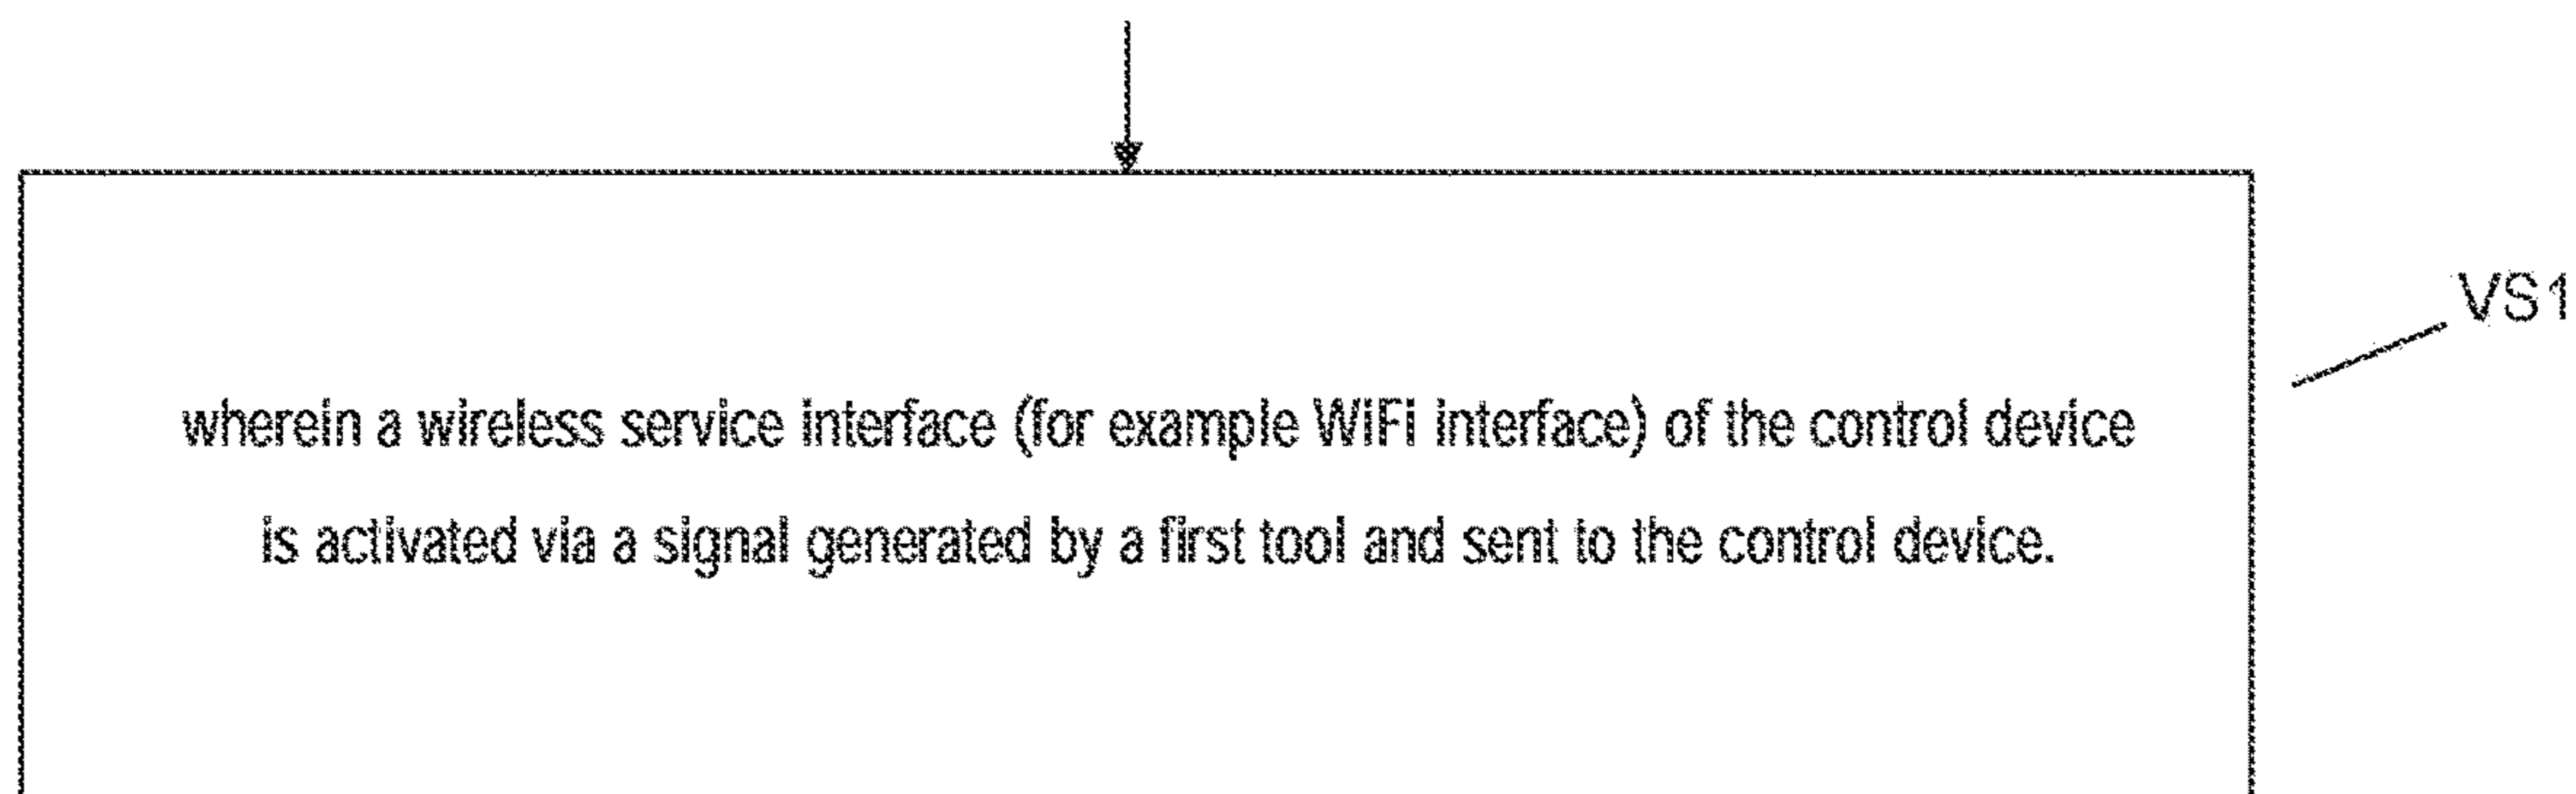 VS1
wherein a wireless service interface (for example WiFi interface) of the control device
is activated via a signal generated by a first tool and sent to the control device.